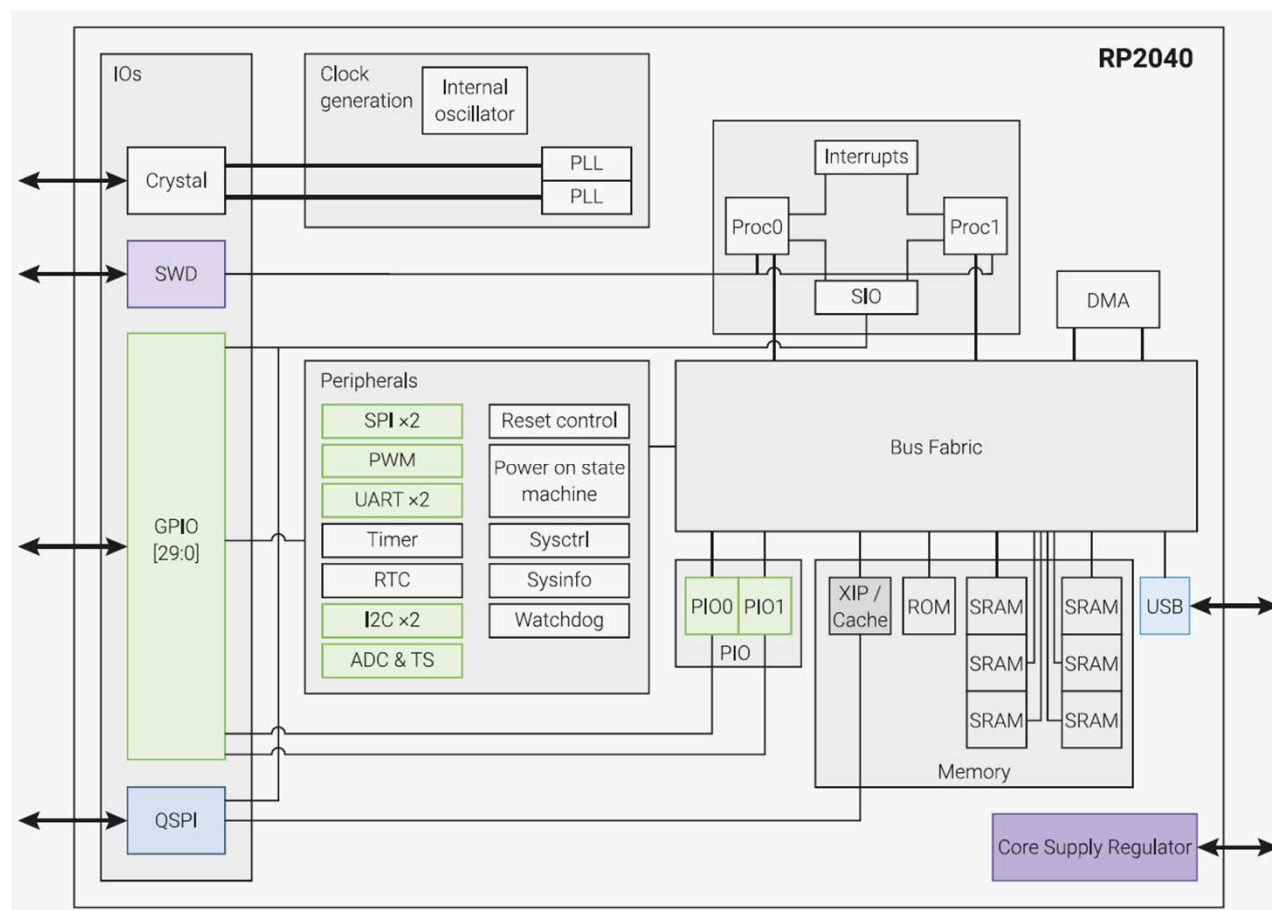 RP2040
IOs
Clock
generation
Internal
oscillator
Crystal
PLL
PLL
Interrupts
Proc0
Proc1
SWD
SIO
DMA
Peripherals
SPI ×2
Reset control
PWM
Power on state
machine
UART ×2
Bus Fabric
GPIO
[29:0]
Timer
Sysctrl
RTC
Sysinfo
I2C ×2
Watchdog
ADC & TS
PIO0
PIO1
PIO
XIP /
Cache
ROM
SRAM
SRAM
USB
SRAM
SRAM
SRAM
SRAM
Memory
QSPI
Core Supply Regulator